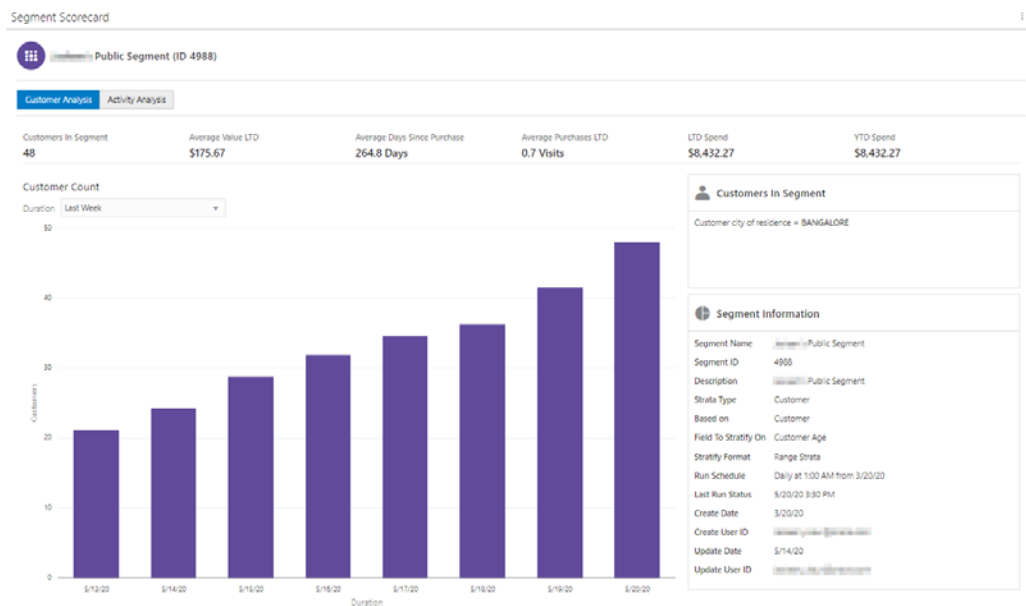 Segment Scorecard
Public Segment (ID 4988)
Customer Analysis Activity Analysis
Customers In Segment Average Value LTD Average Days Since Purchase Average Purchases LTD LTD Spend YTD Spend
48 $175.67 264.8 Days 0.7 Visits $8,432.27 $8,432.27
Customer Count
Duration Last Week
50
40
30
20
10
0
Customers
5/13/20 5/14/20 5/15/20 5/16/20 5/17/20 5/18/20 5/19/20 5/20/20
Duration
Customers In Segment
Customer city of residence = BANGALORE
Segment Information
Segment Name Public Segment
Segment ID 4988
Description Public Segment
Strata Type Customer
Based on Customer
Field To Stratify On Customer Age
Stratify Format Range Strata
Run Schedule Daily at 1:00 AM from 3/20/20
Last Run Status 5/20/20 3:30 PM
Create Date 3/20/20
Create User ID
Update Date 5/14/20
Update User ID